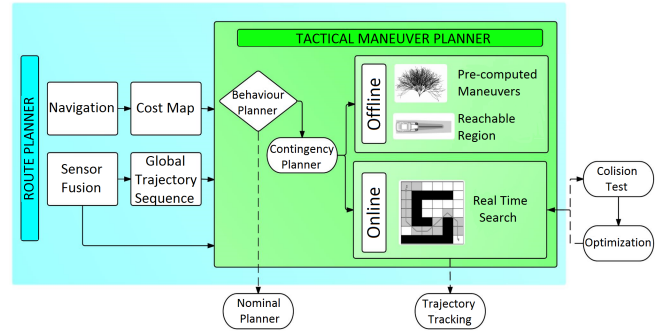 TACTICAL MANEUVER PLANNER
ROUTE PLANNER
Navigation
Cost Map
Sensor
Fusion
Global
Trajectory
Sequence
Behaviour
Planner
Contingency
Planner
Offline
Pre-computed
Maneuvers
Reachable
Region
Online
Real Time
Search
Colision
Test
Optimization
Nominal
Planner
Trajectory
Tracking